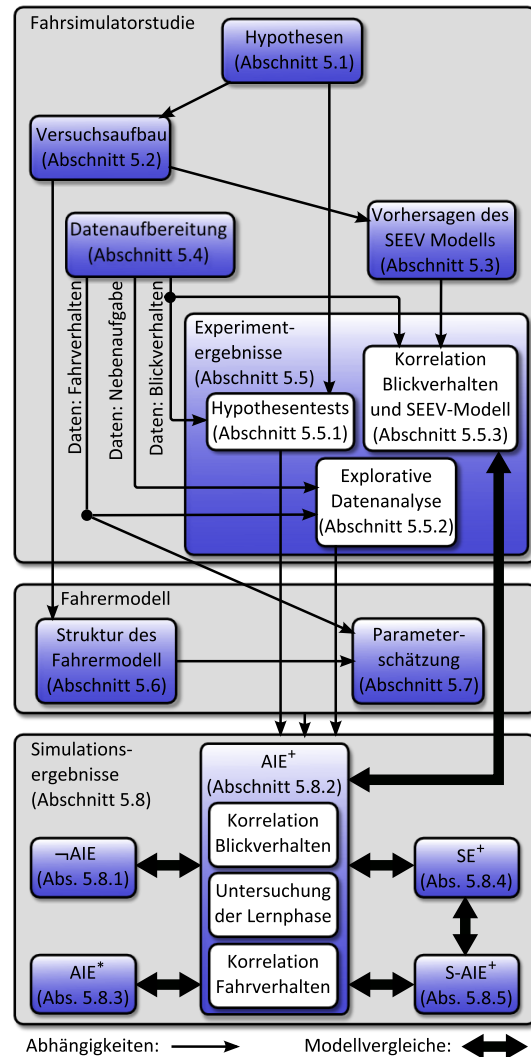 Fahrsimulatorstudie
Hypothesen
(Abschnitt 5.1)
Versuchsaufbau
(Abschnitt 5.2)
Vorhersagen des
SEEV Modells
(Abschnitt 5.3)
Datenaufbereitung
(Abschnitt 5.4)
Daten: Fahrverhalten
Daten: Nebenaufgabe
Daten: Blickverhalten
Experiment-
ergebnisse
(Abschnitt 5.5)
Hypothesentests
(Abschnitt 5.5.1)
Korrelation
Blickverhalten
und SEEV-Modell
(Abschnitt 5.5.3)
Explorative
Datenanalyse
(Abschnitt 5.5.2)
Fahrermodell
Struktur des
Fahrermodell
(Abschnitt 5.6)
Parameter-
schätzung
(Abschnitt 5.7)
Simulations-
ergebnisse
(Abschnitt 5.8)
AIE⁺
(Abschnitt 5.8.2)
Korrelation
Blickverhalten
Untersuchung
der Lernphase
Korrelation
Fahrverhalten
¬AIE
(Abs. 5.8.1)
AIE*
(Abs. 5.8.3)
SE⁺
(Abs. 5.8.4)
S-AIE⁺
(Abs. 5.8.5)
Abhängigkeiten:
Modellvergleiche: